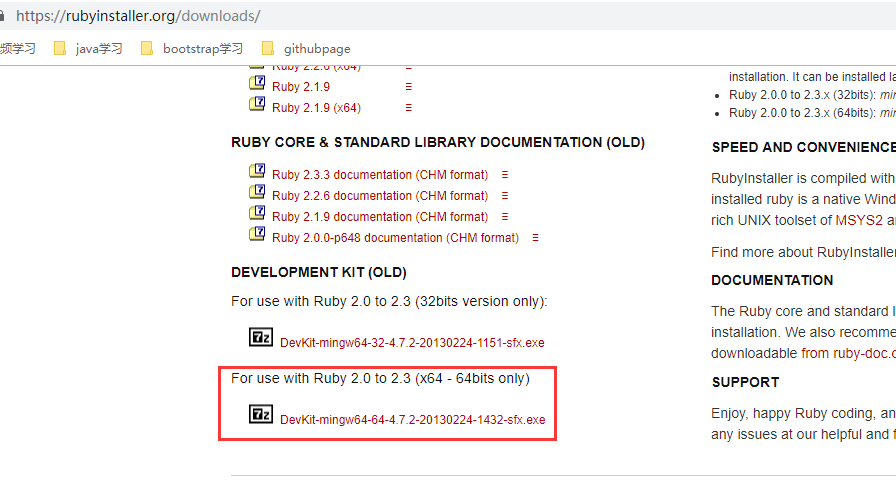 https://rubyinstaller.org/downloads/
频学习 java学习 bootstrap学习 githubpage
Ruby 2.2.6 (x64) ☰
Ruby 2.1.9 ☰
Ruby 2.1.9 (x64) ☰
RUBY CORE & STANDARD LIBRARY DOCUMENTATION (OLD)
Ruby 2.3.3 documentation (CHM format) ☰
Ruby 2.2.6 documentation (CHM format) ☰
Ruby 2.1.9 documentation (CHM format) ☰
Ruby 2.0.0-p648 documentation (CHM format) ☰
DEVELOPMENT KIT (OLD)
For use with Ruby 2.0 to 2.3 (32bits version only):
7z DevKit-mingw64-32-4.7.2-20130224-1151-sfx.exe
For use with Ruby 2.0 to 2.3 (x64 - 64bits only)
7z DevKit-mingw64-64-4.7.2-20130224-1432-sfx.exe
installation. It can be installed la
• Ruby 2.0.0 to 2.3.x (32bits): min
• Ruby 2.0.0 to 2.3.x (64bits): min
SPEED AND CONVENIENCE
RubyInstaller is compiled with
installed ruby is a native Wind
rich UNIX toolset of MSYS2 a
Find more about RubyInstaller
DOCUMENTATION
The Ruby core and standard l
installation. We also recomme
downloadable from ruby-doc.o
SUPPORT
Enjoy, happy Ruby coding, an
any issues at our helpful and f